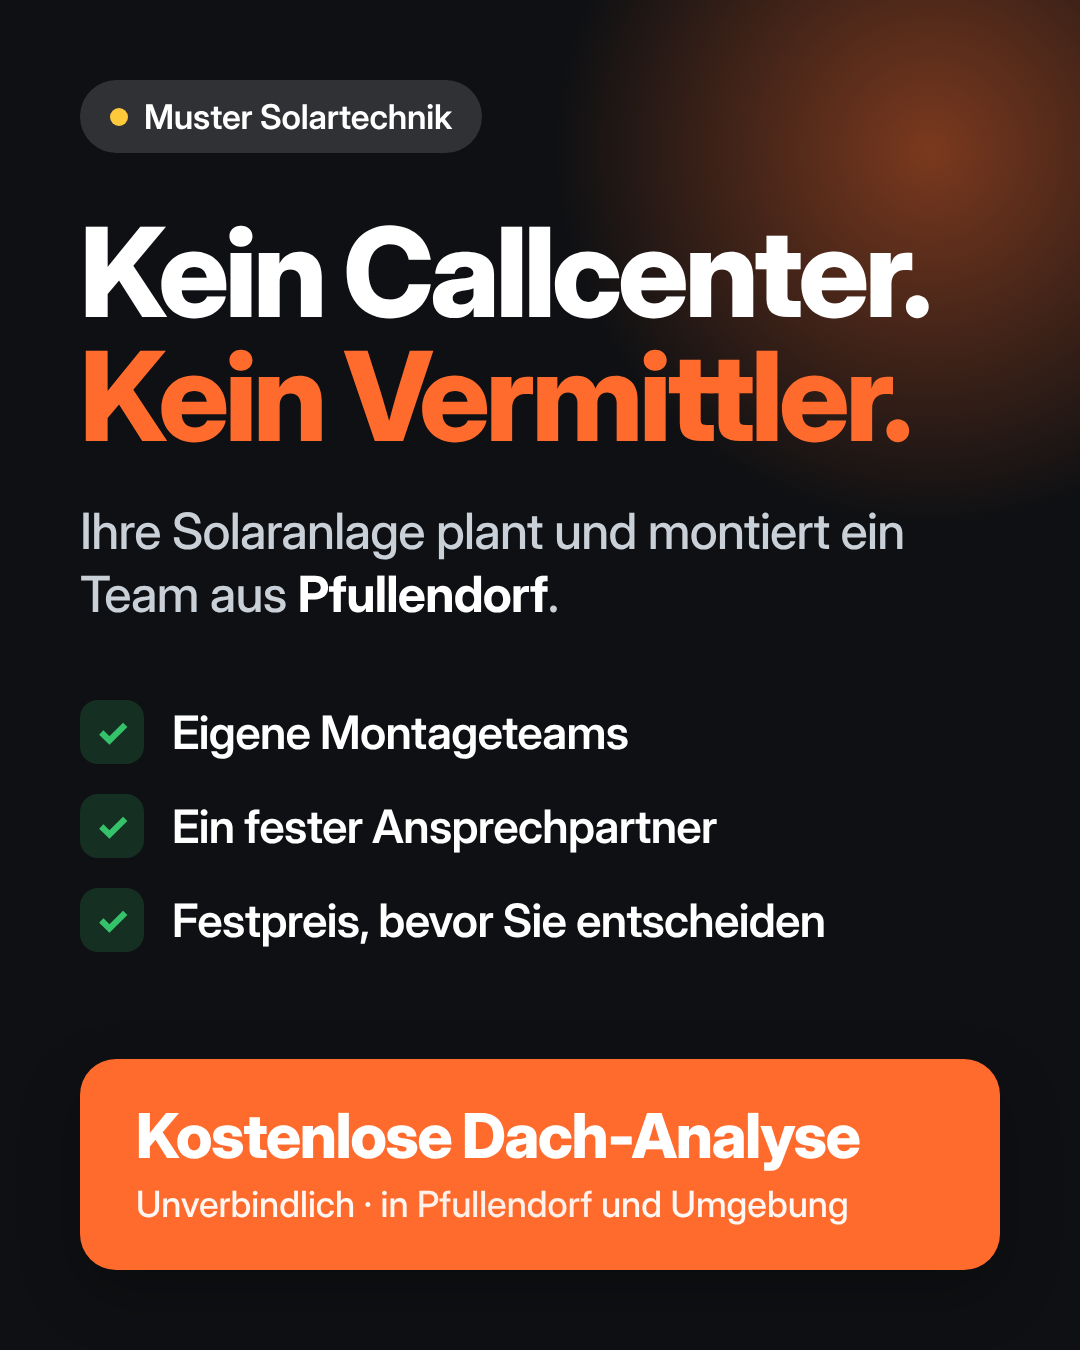 Muster Solartechnik
Kein Callcenter.
Kein Vermittler.
Ihre Solaranlage plant und montiert ein
Team aus Pfullendorf.
Eigene Montageteams
Ein fester Ansprechpartner
Festpreis, bevor Sie entscheiden
Kostenlose Dach-Analyse
Unverbindlich · in Pfullendorf und Umgebung